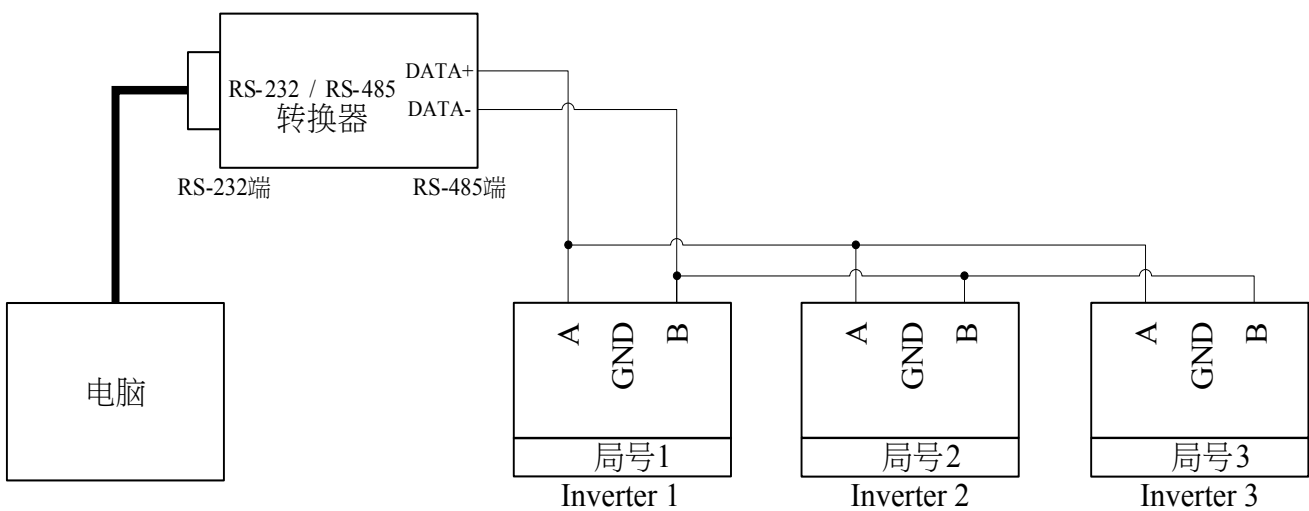 RS-232 / RS-485
转换器
DATA+
DATA-
RS-232端
RS-485端
电脑
A
GND
B
局号1
Inverter 1
A
GND
B
局号2
Inverter 2
A
GND
B
局号3
Inverter 3